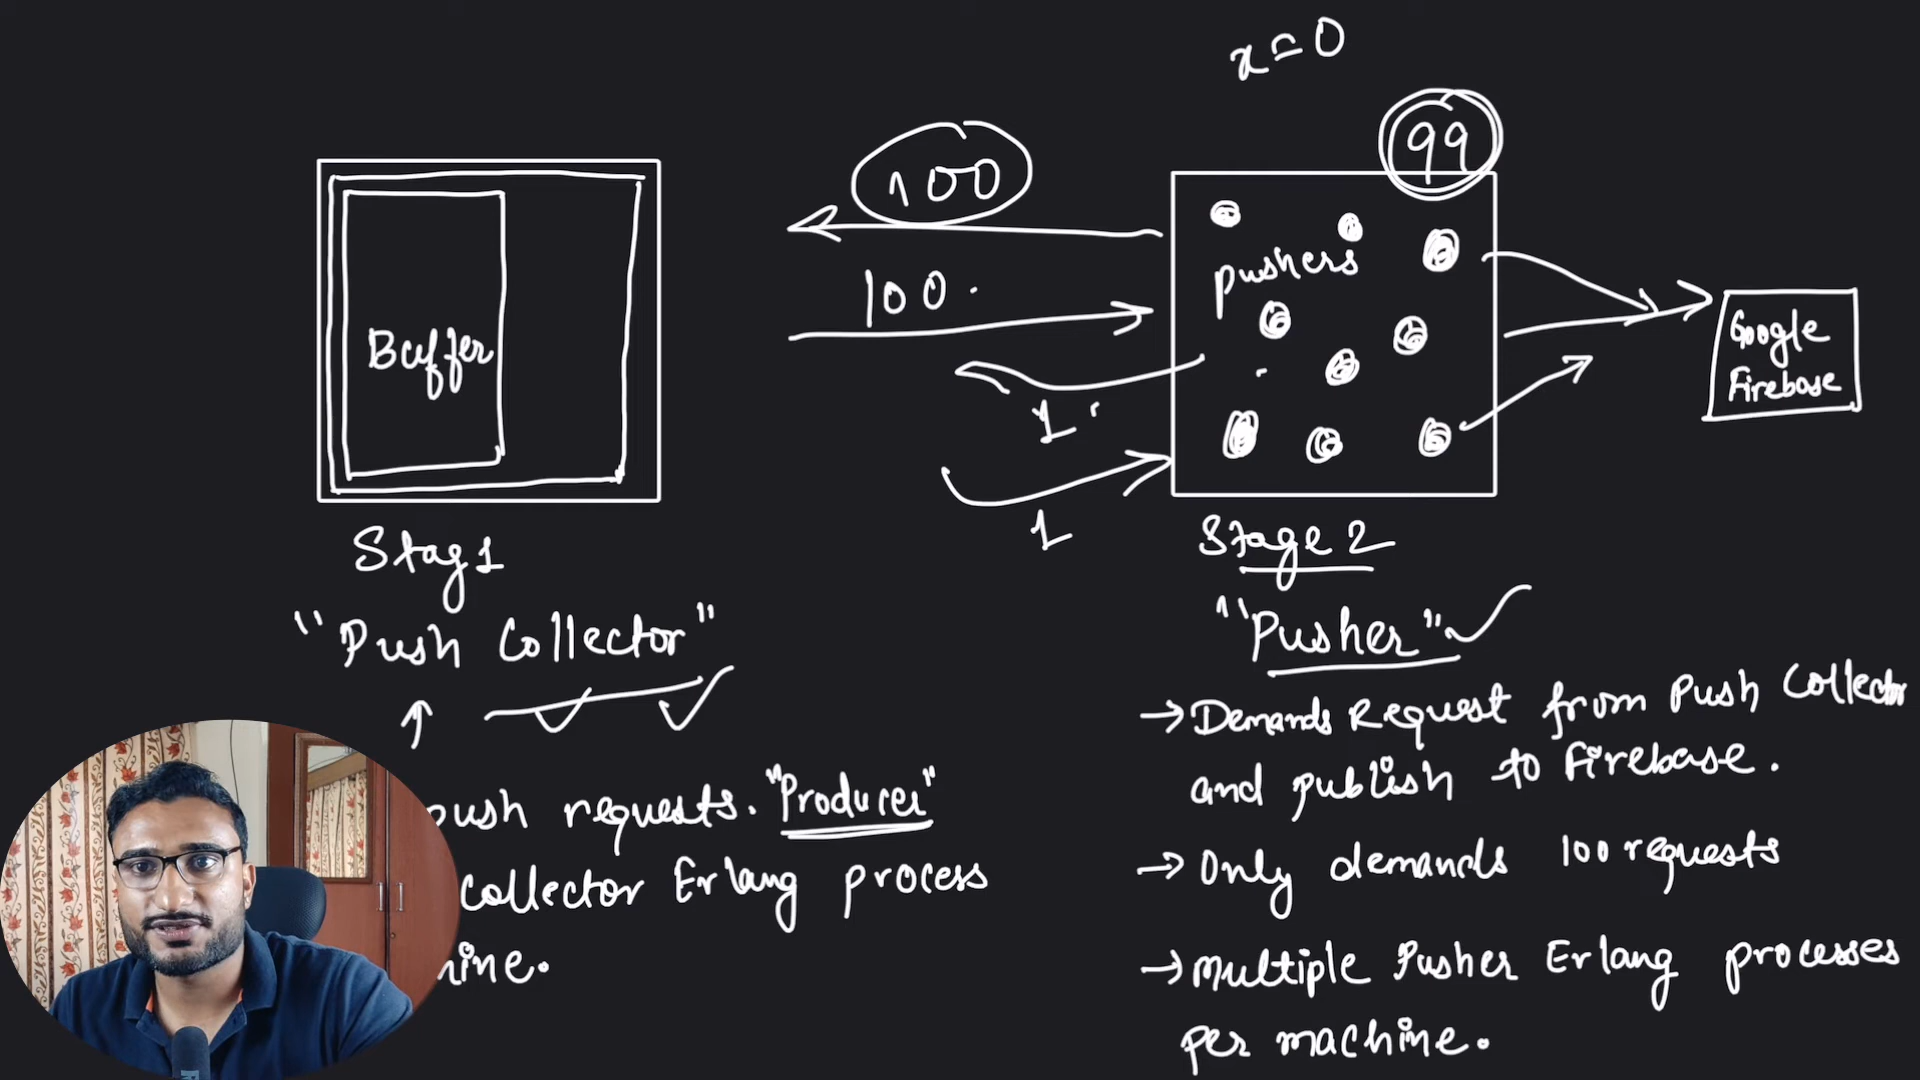 x = 0
99
100
100
Buffer
pushers
Google
Firebase
1
1
Stag1
Stage 2
"Push Collector"
"Pusher"
→ Demands Request from Push Collector
and publish to Firebase.
push requests. "Producer"
→ Only demands 100 requests
collector Erlang process
→ Multiple Pusher Erlang processes
hine.
per machine.